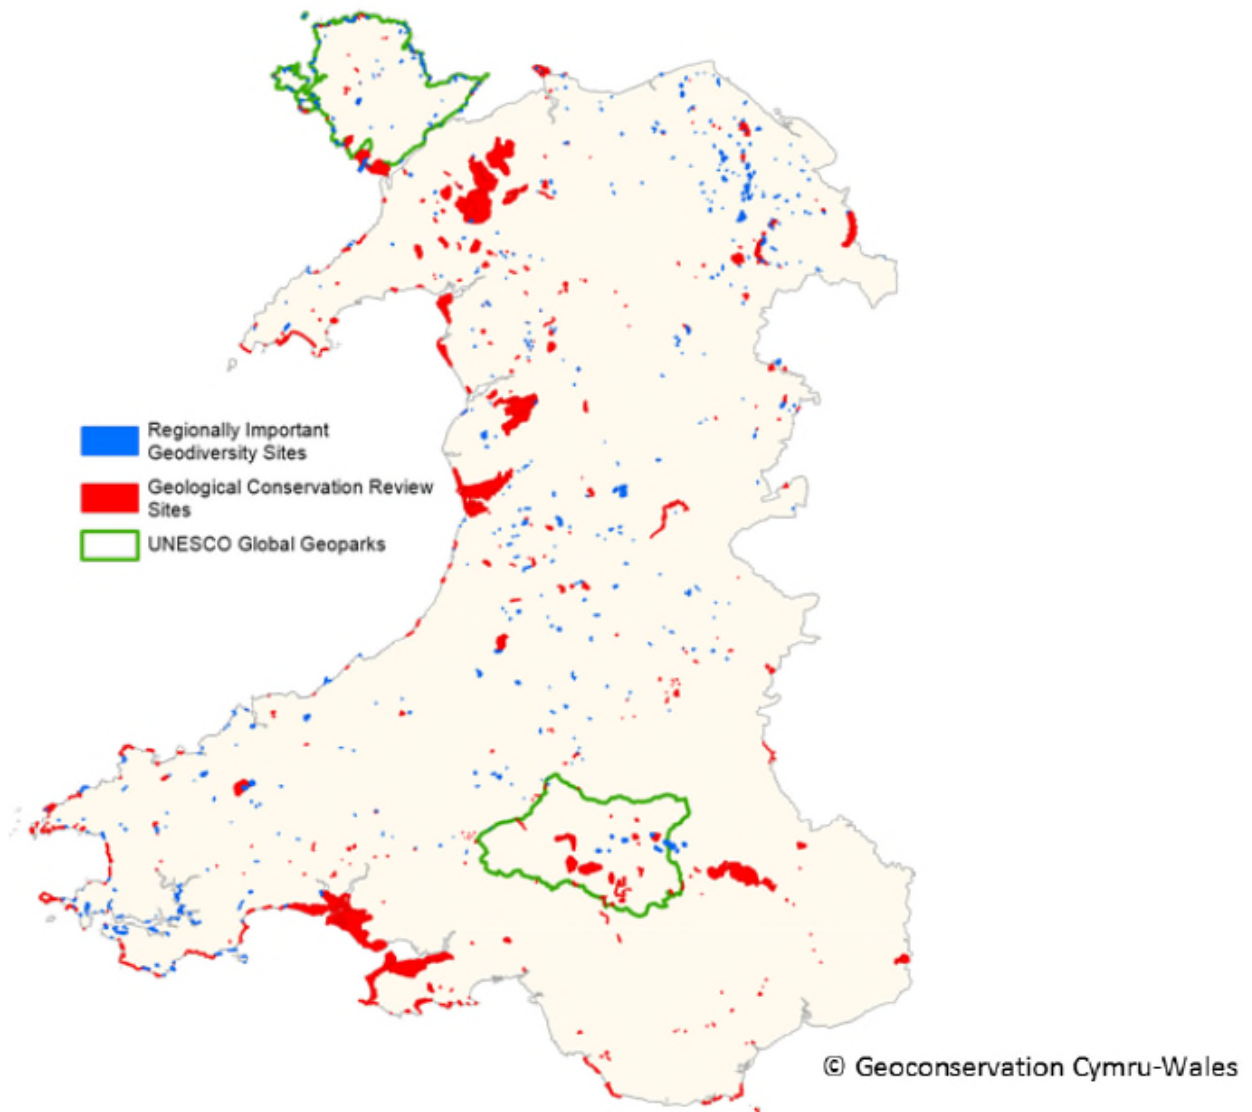 Regionally Important
Geodiversity Sites
Geological Conservation Review
Sites
UNESCO Global Geoparks
© Geoconservation Cymru-Wales